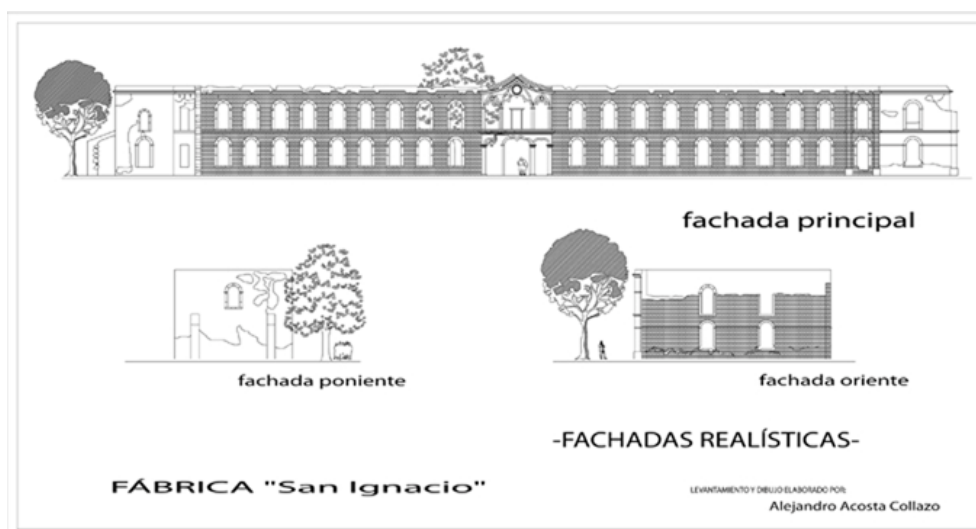 fachada principal
fachada poniente
fachada oriente
-FACHADAS REALÍSTICAS-
FÁBRICA "San Ignacio"
LEVANTAMIENTO Y DIBUJO ELABORADO POR:
Alejandro Acosta Collazo